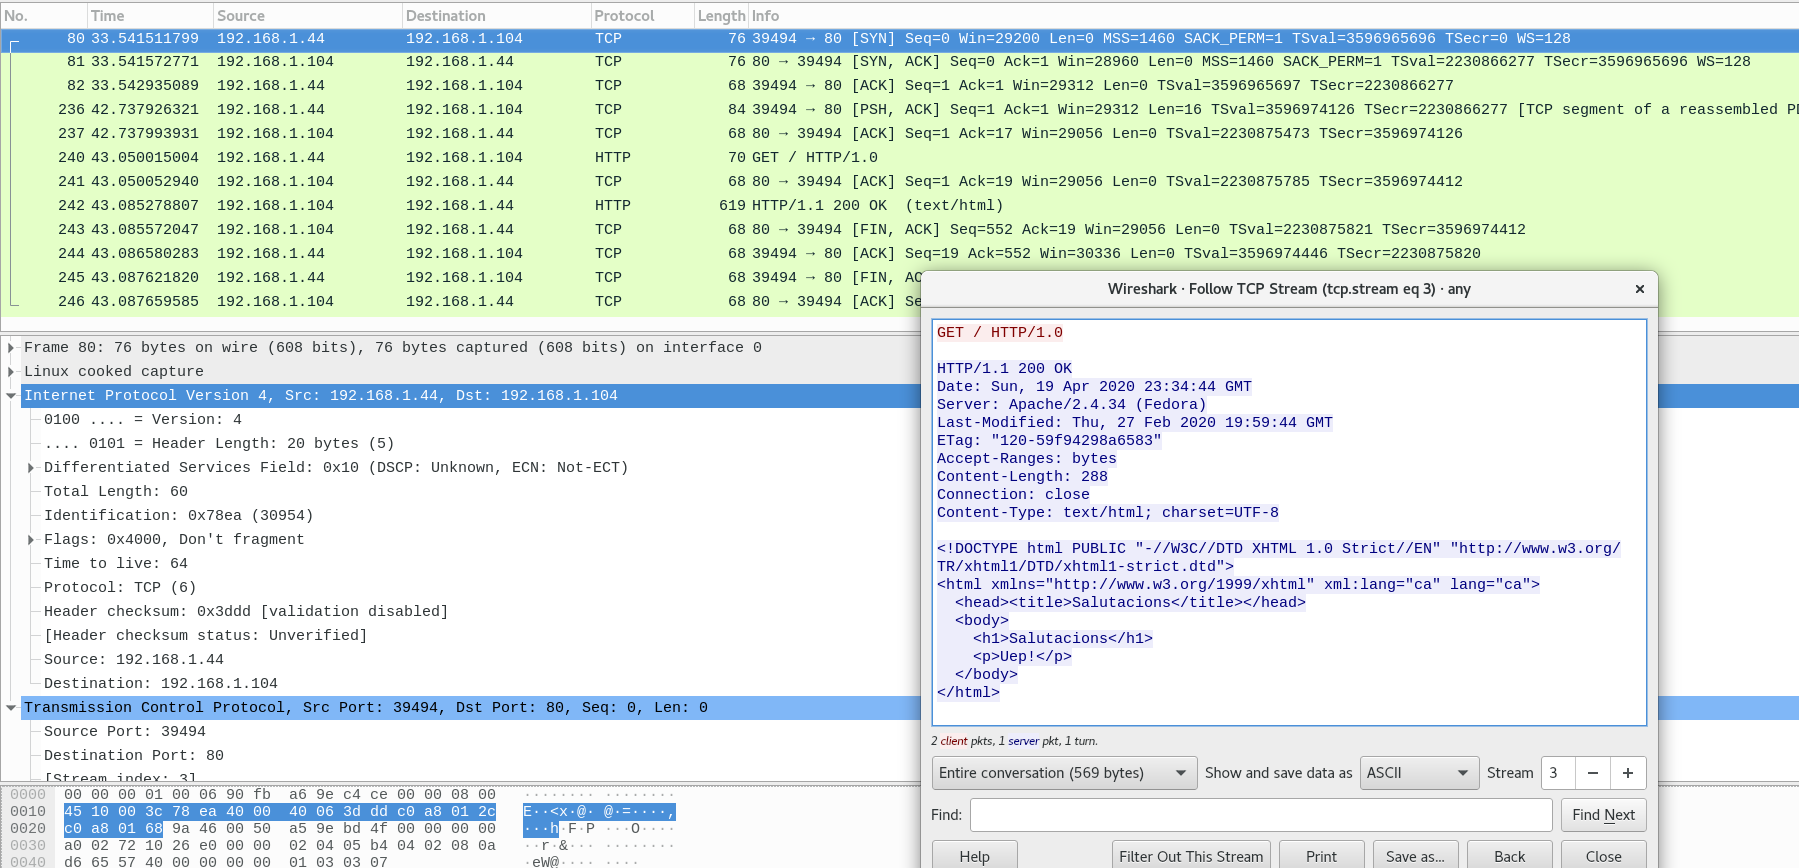 No. Time Source Destination Protocol Length Info
80 33.541511799 192.168.1.44 192.168.1.104 TCP 76 39494 → 80 [SYN] Seq=0 Win=29200 Len=0 MSS=1460 SACK_PERM=1 TSval=3596965696 TSecr=0 WS=128
81 33.541572771 192.168.1.104 192.168.1.44 TCP 76 80 → 39494 [SYN, ACK] Seq=0 Ack=1 Win=28960 Len=0 MSS=1460 SACK_PERM=1 TSval=2230866277 TSecr=3596965696 WS=128
82 33.542935089 192.168.1.44 192.168.1.104 TCP 68 39494 → 80 [ACK] Seq=1 Ack=1 Win=29312 Len=0 TSval=3596965697 TSecr=2230866277
236 42.737926321 192.168.1.44 192.168.1.104 TCP 84 39494 → 80 [PSH, ACK] Seq=1 Ack=1 Win=29312 Len=16 TSval=3596974126 TSecr=2230866277 [TCP segment of a reassembled
237 42.737993931 192.168.1.104 192.168.1.44 TCP 68 80 → 39494 [ACK] Seq=1 Ack=17 Win=29056 Len=0 TSval=2230875473 TSecr=3596974126
240 43.050015004 192.168.1.44 192.168.1.104 HTTP 70 GET / HTTP/1.0
241 43.050052940 192.168.1.104 192.168.1.44 TCP 68 80 → 39494 [ACK] Seq=1 Ack=19 Win=29056 Len=0 TSval=2230875785 TSecr=3596974412
242 43.085278807 192.168.1.104 192.168.1.44 HTTP 619 HTTP/1.1 200 OK (text/html)
243 43.085572047 192.168.1.104 192.168.1.44 TCP 68 80 → 39494 [FIN, ACK] Seq=552 Ack=19 Win=29056 Len=0 TSval=2230875821 TSecr=3596974412
244 43.086580283 192.168.1.44 192.168.1.104 TCP 68 39494 → 80 [ACK] Seq=19 Ack=552 Win=30336 Len=0 TSval=3596974446 TSecr=2230875820
245 43.087621820 192.168.1.44 192.168.1.104 TCP 68 39494 → 80 [FIN, AC
246 43.087659585 192.168.1.104 192.168.1.44 TCP 68 80 → 39494 [ACK] Se
Frame 80: 76 bytes on wire (608 bits), 76 bytes captured (608 bits) on interface 0
Linux cooked capture
Internet Protocol Version 4, Src: 192.168.1.44, Dst: 192.168.1.104
0100 .... = Version: 4
.... 0101 = Header Length: 20 bytes (5)
Differentiated Services Field: 0x10 (DSCP: Unknown, ECN: Not-ECT)
Total Length: 60
Identification: 0x78ea (30954)
Flags: 0x4000, Don't fragment
Time to live: 64
Protocol: TCP (6)
Header checksum: 0x3ddd [validation disabled]
[Header checksum status: Unverified]
Source: 192.168.1.44
Destination: 192.168.1.104
Transmission Control Protocol, Src Port: 39494, Dst Port: 80, Seq: 0, Len: 0
Source Port: 39494
Destination Port: 80
[Stream index: 3]
0000 00 00 00 01 00 06 90 fb a6 9e c4 ce 00 00 08 00 ········ ········
0010 45 10 00 3c 78 ea 40 00 40 06 3d dd c0 a8 01 2c E··<x·@· @·=····,
0020 c0 a8 01 68 9a 46 00 50 a5 9e bd 4f 00 00 00 00 ···h·F·P ···O····
0030 a0 02 72 10 26 e0 00 00 02 04 05 b4 04 02 08 0a ··r·&··· ········
0040 d6 65 57 40 00 00 00 00 01 03 03 07 ·eW@···· ····
Wireshark · Follow TCP Stream (tcp.stream eq 3) · any
GET / HTTP/1.0
HTTP/1.1 200 OK
Date: Sun, 19 Apr 2020 23:34:44 GMT
Server: Apache/2.4.34 (Fedora)
Last-Modified: Thu, 27 Feb 2020 19:59:44 GMT
ETag: "120-59f94298a6583"
Accept-Ranges: bytes
Content-Length: 288
Connection: close
Content-Type: text/html; charset=UTF-8
<!DOCTYPE html PUBLIC "-//W3C//DTD XHTML 1.0 Strict//EN" "http://www.w3.org/
TR/xhtml1/DTD/xhtml1-strict.dtd">
<html xmlns="http://www.w3.org/1999/xhtml" xml:lang="ca" lang="ca">
<head><title>Salutacions</title></head>
<body>
<h1>Salutacions</h1>
<p>Uep!</p>
</body>
</html>
2 client pkts, 1 server pkt, 1 turn.
Entire conversation (569 bytes) Show and save data as ASCII Stream 3
Find: Find Next
Help Filter Out This Stream Print Save as... Back Close